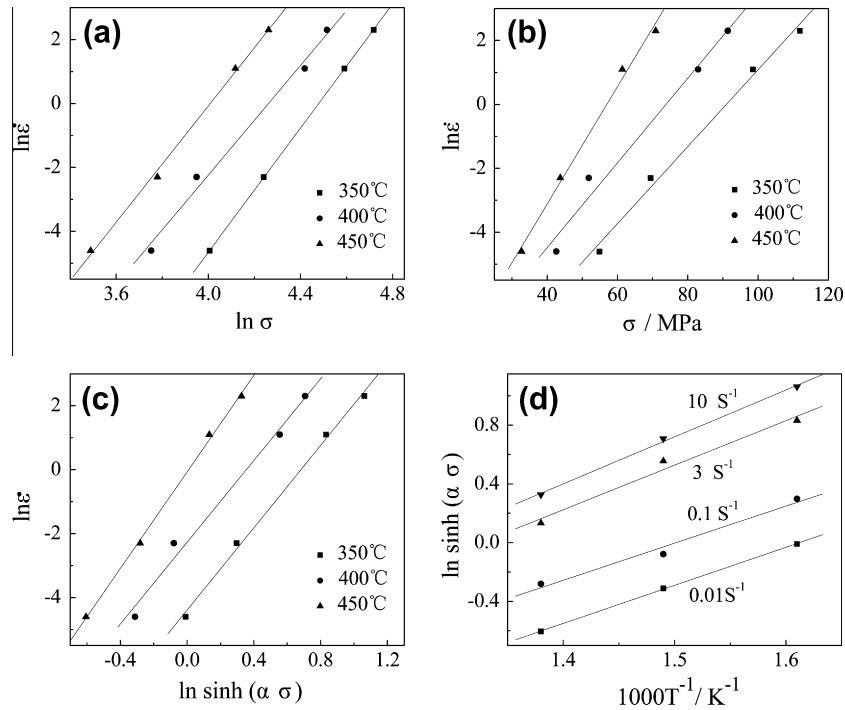 (a)
lnε̇
2
0
-2
-4
350℃
400℃
450℃
3.6 4.0 4.4 4.8
ln σ
(b)
lnε̇
2
0
-2
-4
350℃
400℃
450℃
40 60 80 100 120
σ / MPa
(c)
lnε̇
2
0
-2
-4
350℃
400℃
450℃
-0.4 0.0 0.4 0.8 1.2
ln sinh (α σ)
(d)
ln sinh (α σ)
0.8
0.4
0.0
-0.4
10 S⁻¹
3 S⁻¹
0.1 S⁻¹
0.01S⁻¹
1.4 1.5 1.6
1000T⁻¹/ K⁻¹